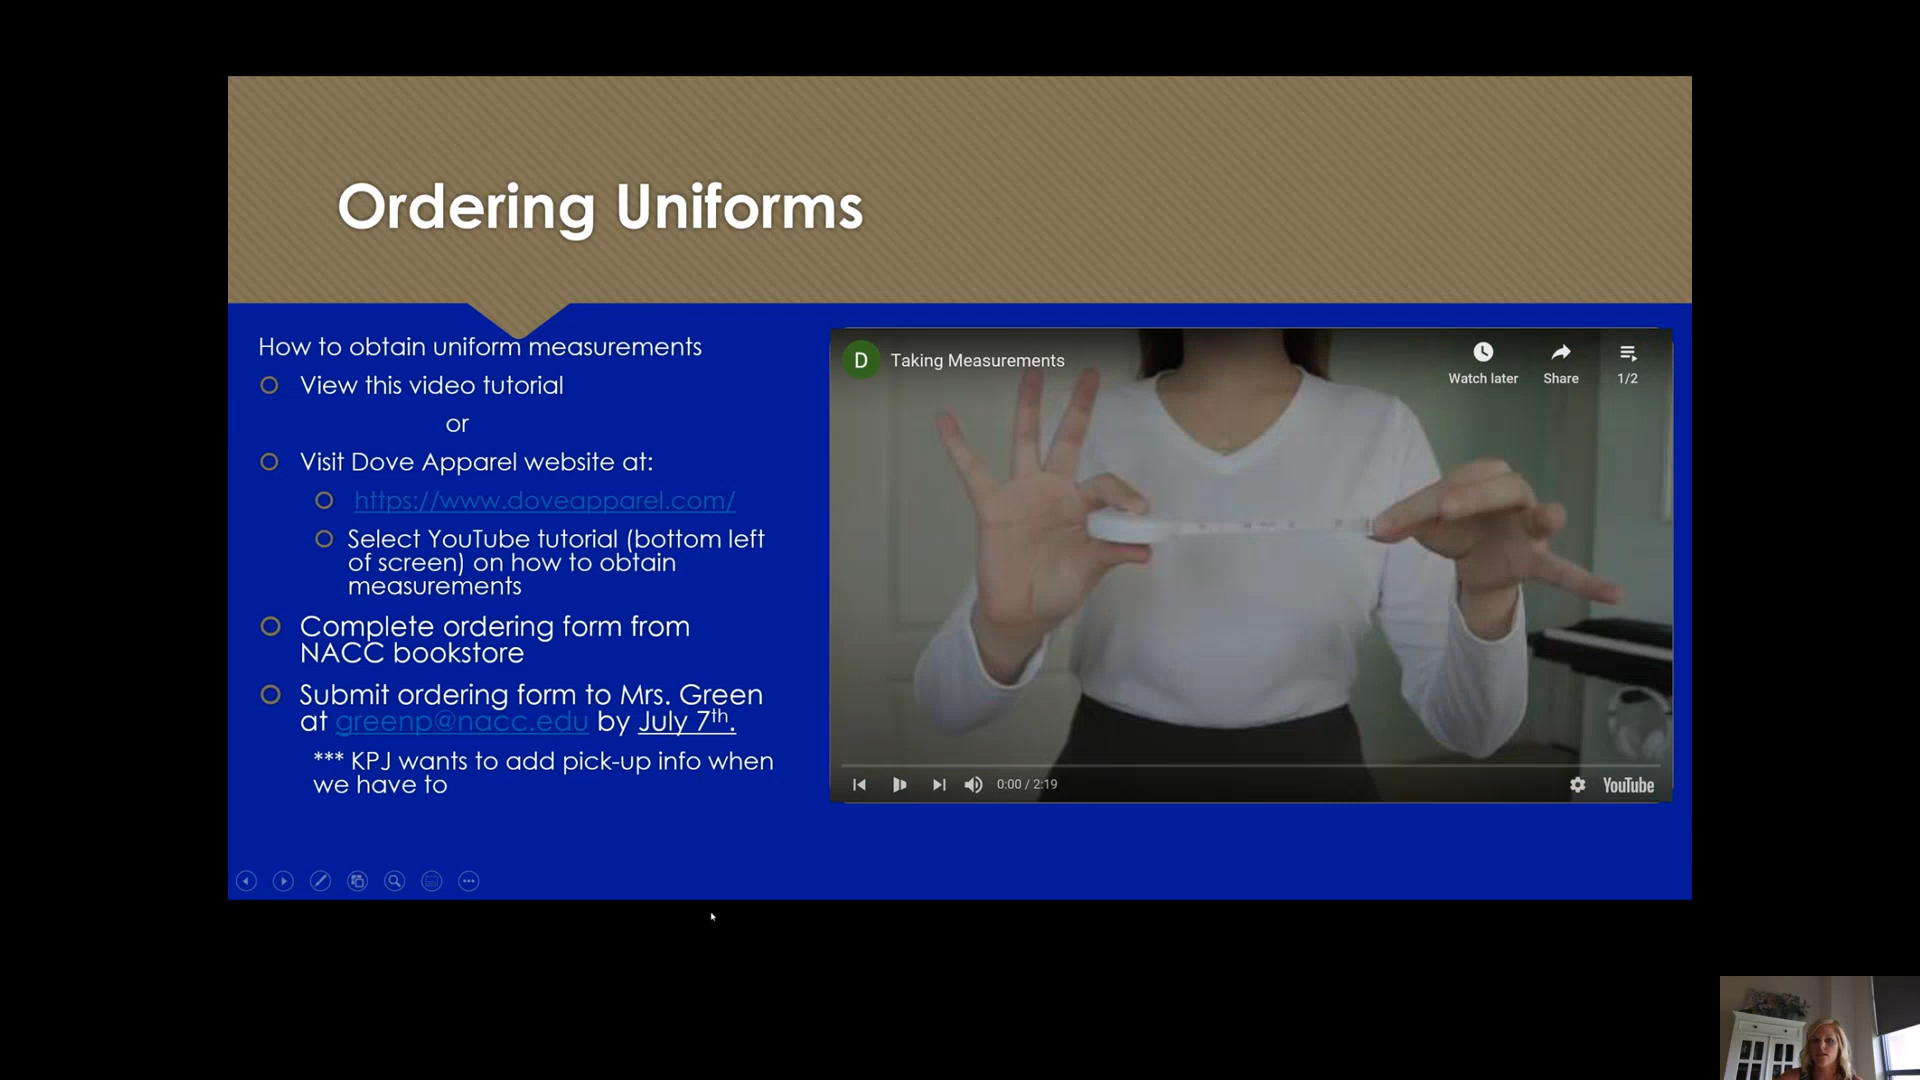 Ordering Uniforms
How to obtain uniform measurements
View this video tutorial
or
Visit Dove Apparel website at:
https://www.doveapparel.com/
Select YouTube tutorial (bottom left
of screen) on how to obtain
measurements
Complete ordering form from
NACC bookstore
Submit ordering form to Mrs. Green
at greenp@nacc.edu by July 7th.
*** KPJ wants to add pick-up info when
we have to
D Taking Measurements
Watch later Share 1/2
0:00 / 2:19
YouTube